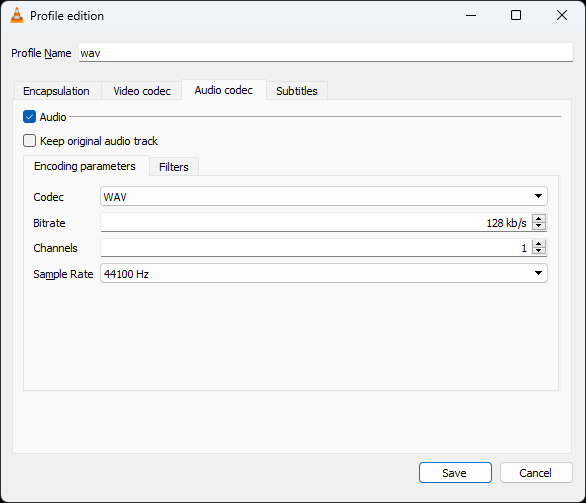 Profile edition
Profile Name wav
Encapsulation Video codec Audio codec Subtitles
Audio
Keep original audio track
Encoding parameters Filters
Codec WAV
Bitrate 128 kb/s
Channels 1
Sample Rate 44100 Hz
Save Cancel